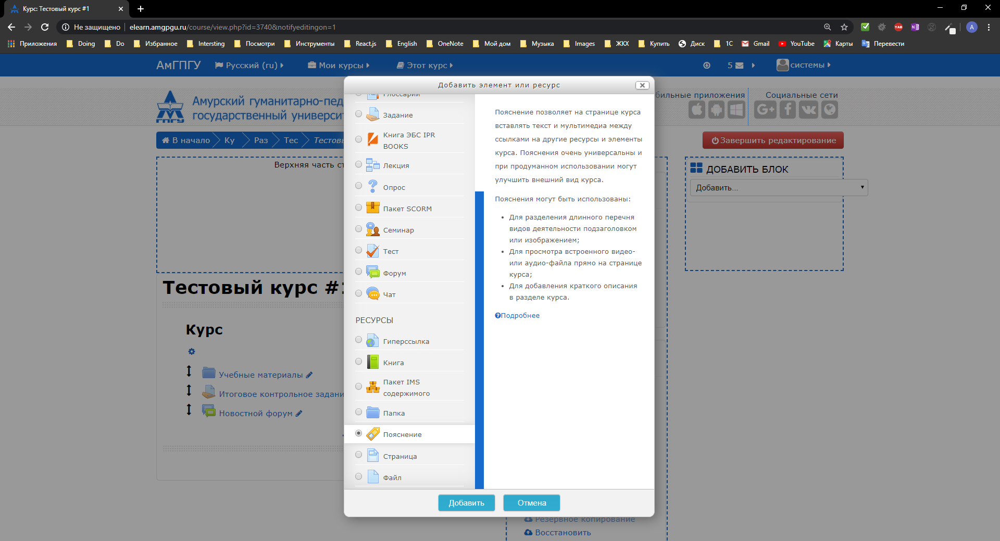 Курс: Тестовый курс #1
Не защищено
elearn.amgpgu.ru/course/view.php?id=3740&notifyeditingon=1
Приложения Doing Do Избранное Intersting Посмотри Инструменты React.js English OneNote Мой дом Музыка Images ЖКХ Купить Диск 1С Gmail YouTube Карты Перевести
АмГПГУ Русский (ru) Мои курсы Этот курс 5 системы
Добавить элемент или ресурс
Амурский гуманитарно-пед
государственный универси
бильные приложения Социальные сети
В начало Ку Раз Тес Тестовь
Завершить редактирование
Верхняя часть ст
ДОБАВИТЬ БЛОК
Добавить...
Тестовый курс #1
Курс
Учебные материалы
Итоговое контрольное задани
Новостной форум
Глоссарий
Задание
Книга ЭБС IPR
BOOKS
Лекция
Опрос
Пакет SCORM
Семинар
Тест
Форум
Чат
РЕСУРСЫ
Гиперссылка
Книга
Пакет IMS
содержимого
Папка
Пояснение
Страница
Файл
Пояснение позволяет на странице курса
вставлять текст и мультимедиа между
ссылками на другие ресурсы и элементы
курса. Пояснения очень универсальны и
при продуманном использовании могут
улучшить внешний вид курса.
Пояснения могут быть использованы:
Для разделения длинного перечня
видов деятельности подзаголовком
или изображением;
Для просмотра встроенного видео-
или аудио-файла прямо на странице
курса;
Для добавления краткого описания
в разделе курса.
Подробнее
Добавить Отмена
Резервное копирование
Восстановить